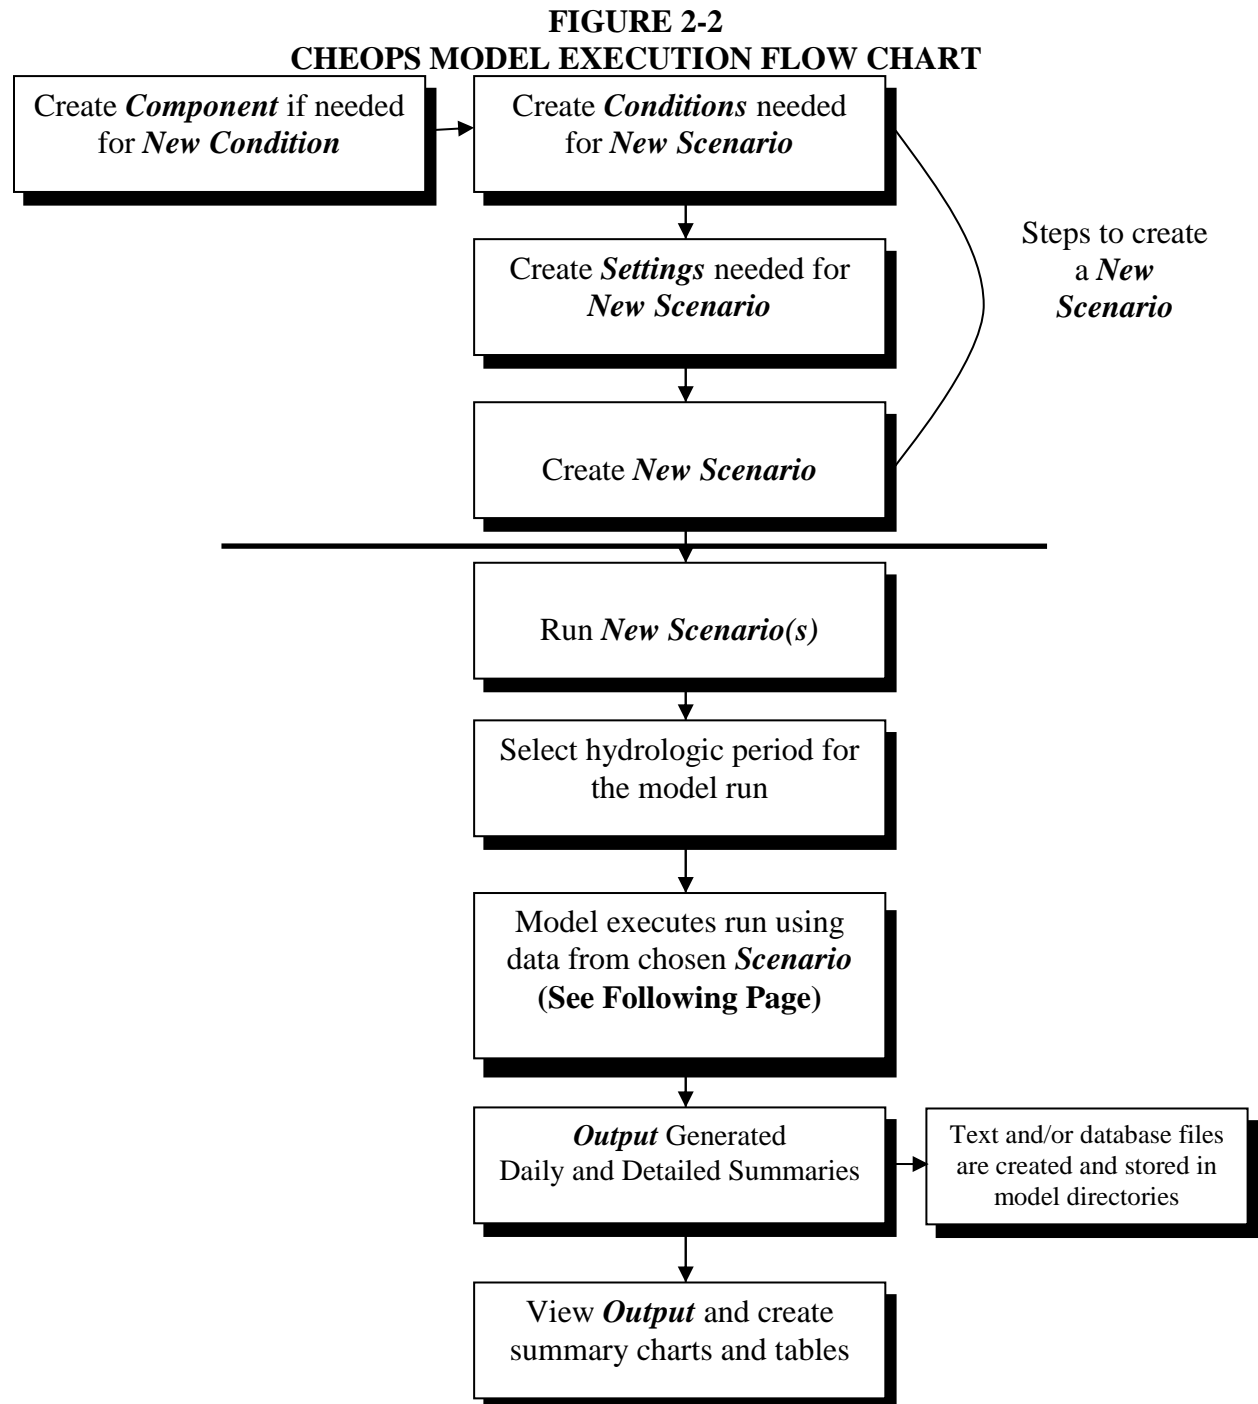 FIGURE 2-2
CHEOPS MODEL EXECUTION FLOW CHART
Create Component if needed
for New Condition
Create Conditions needed
for New Scenario
Steps to create
a New
Scenario
Create Settings needed for
New Scenario
Create New Scenario
Run New Scenario(s)
Select hydrologic period for
the model run
Model executes run using
data from chosen Scenario
(See Following Page)
Output Generated
Daily and Detailed Summaries
Text and/or database files
are created and stored in
model directories
View Output and create
summary charts and tables